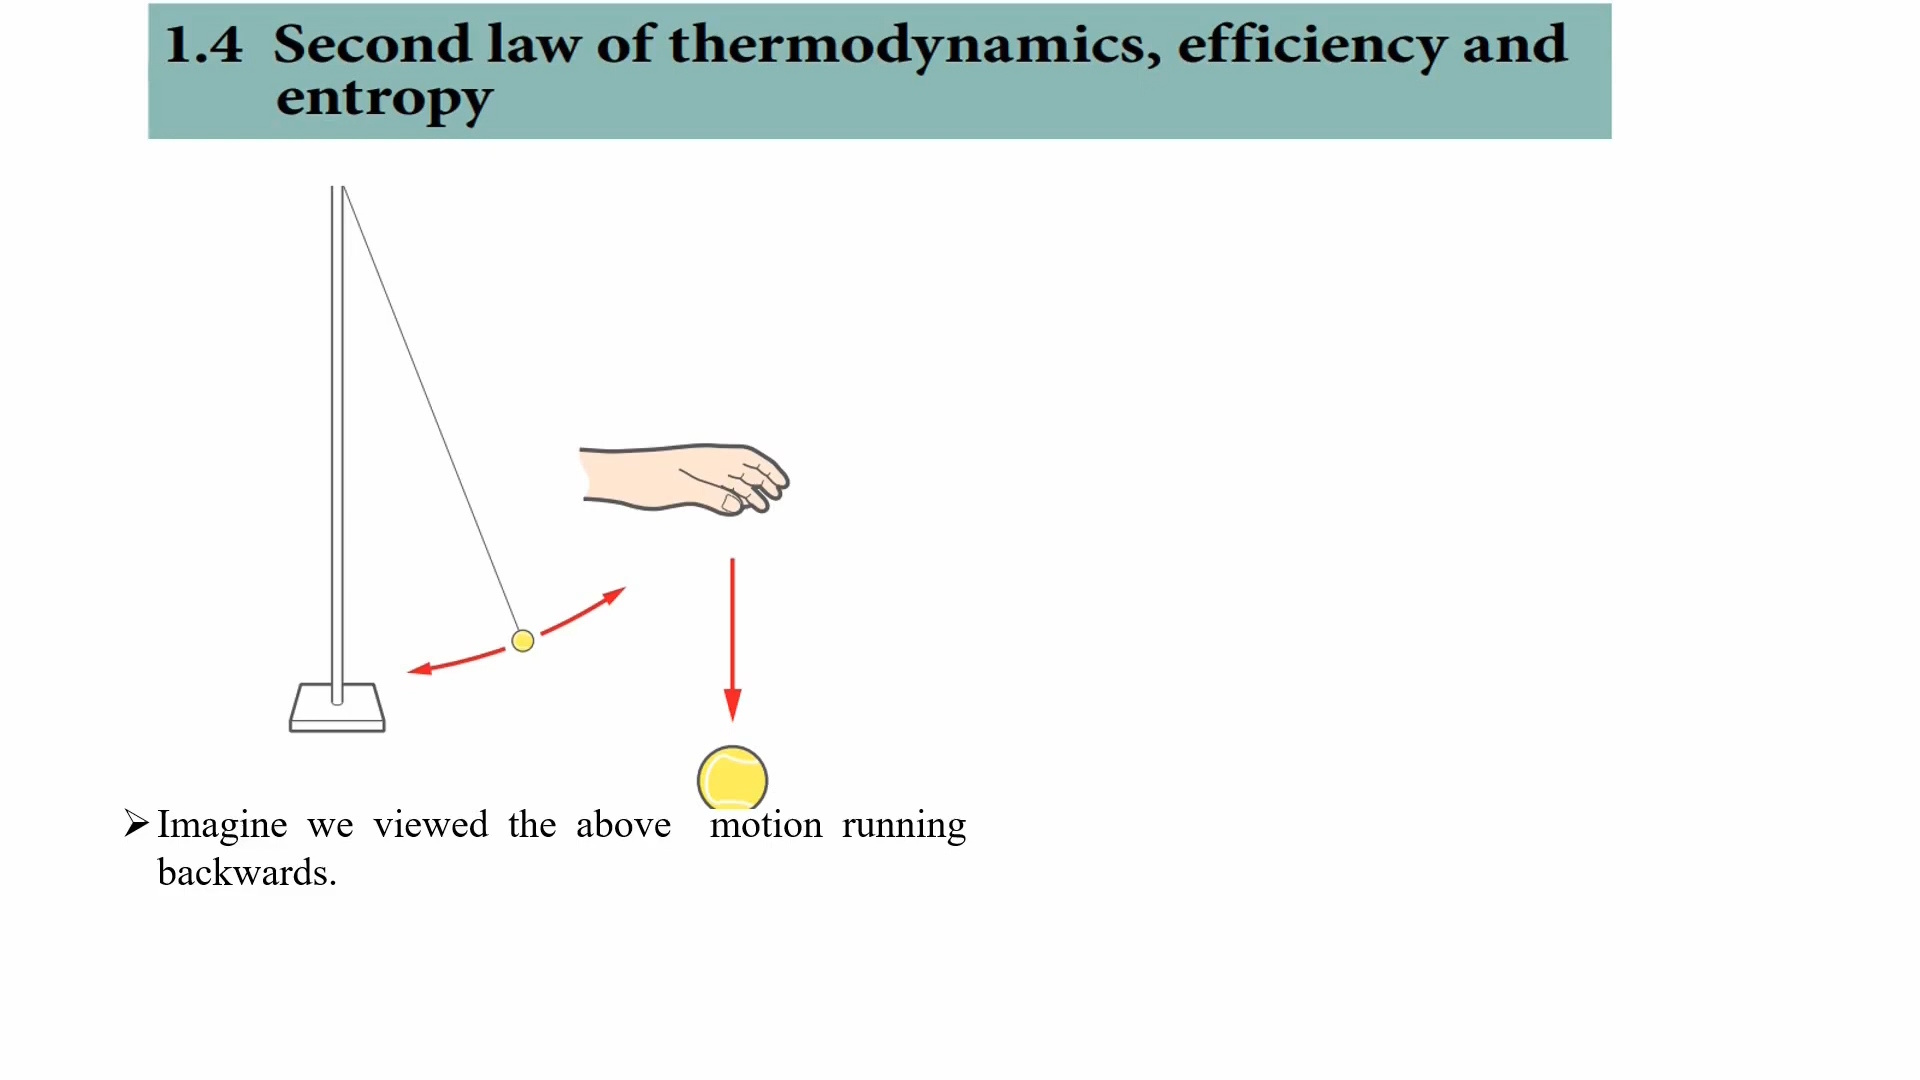 1.4 Second law of thermodynamics, efficiency and
entropy
➢ Imagine we viewed the above motion running
backwards.